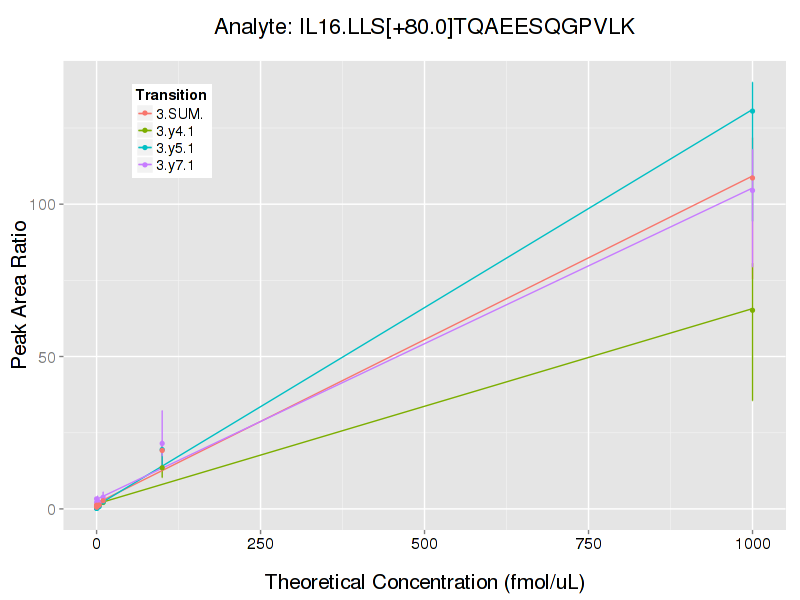 Analyte: IL16.LLS[+80.0]TQAEESQGPVLK
Transition
3.SUM.
3.y4.1
3.y5.1
3.y7.1
Peak Area Ratio
100
50
0
0 250 500 750 1000
Theoretical Concentration (fmol/uL)